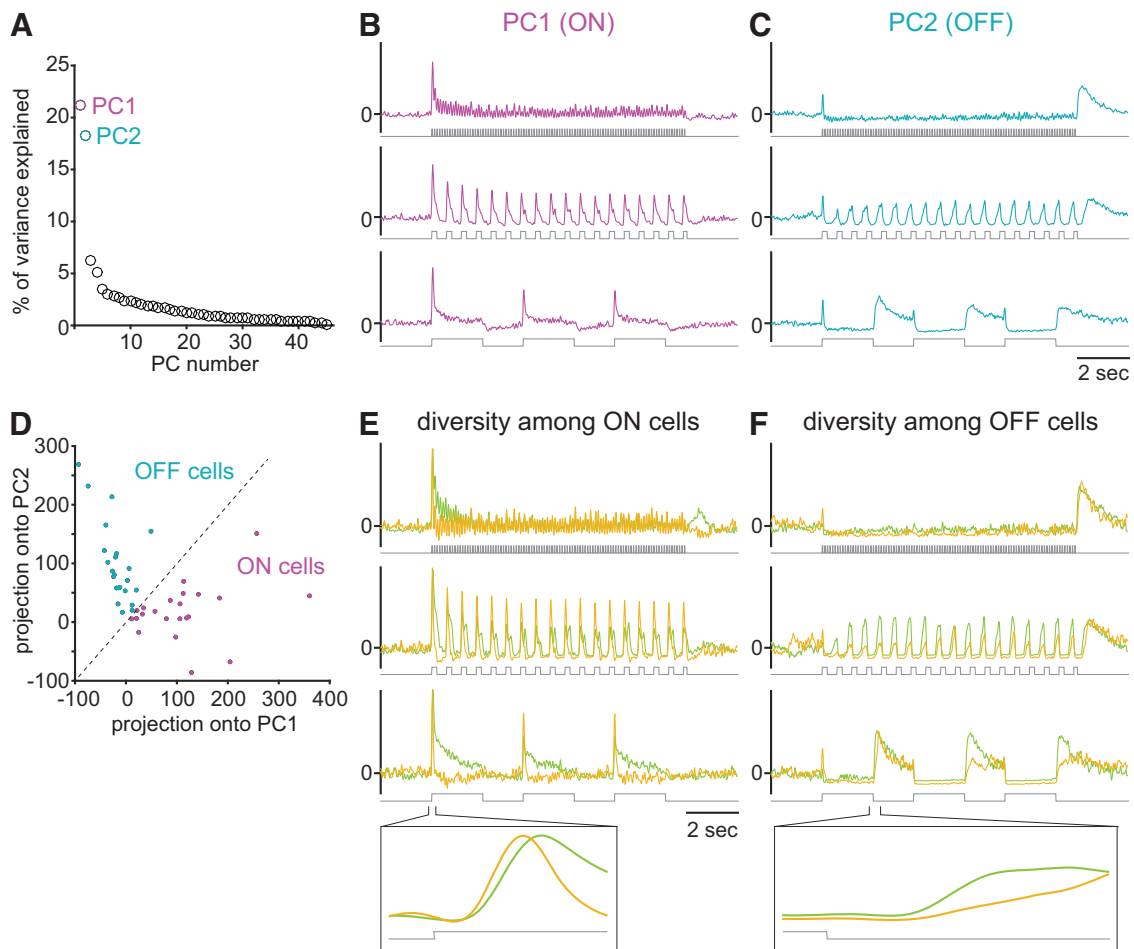 A
25
20
15
10
5
0
% of variance explained
PC1
PC2
10
20
30
40
PC number
B
PC1 (ON)
0
0
0
C
PC2 (OFF)
0
0
0
2 sec
D
300
200
100
0
-100
projection onto PC2
OFF cells
ON cells
-100
0
100
200
300
400
projection onto PC1
E
diversity among ON cells
0
0
0
2 sec
F
diversity among OFF cells
0
0
0
2 sec